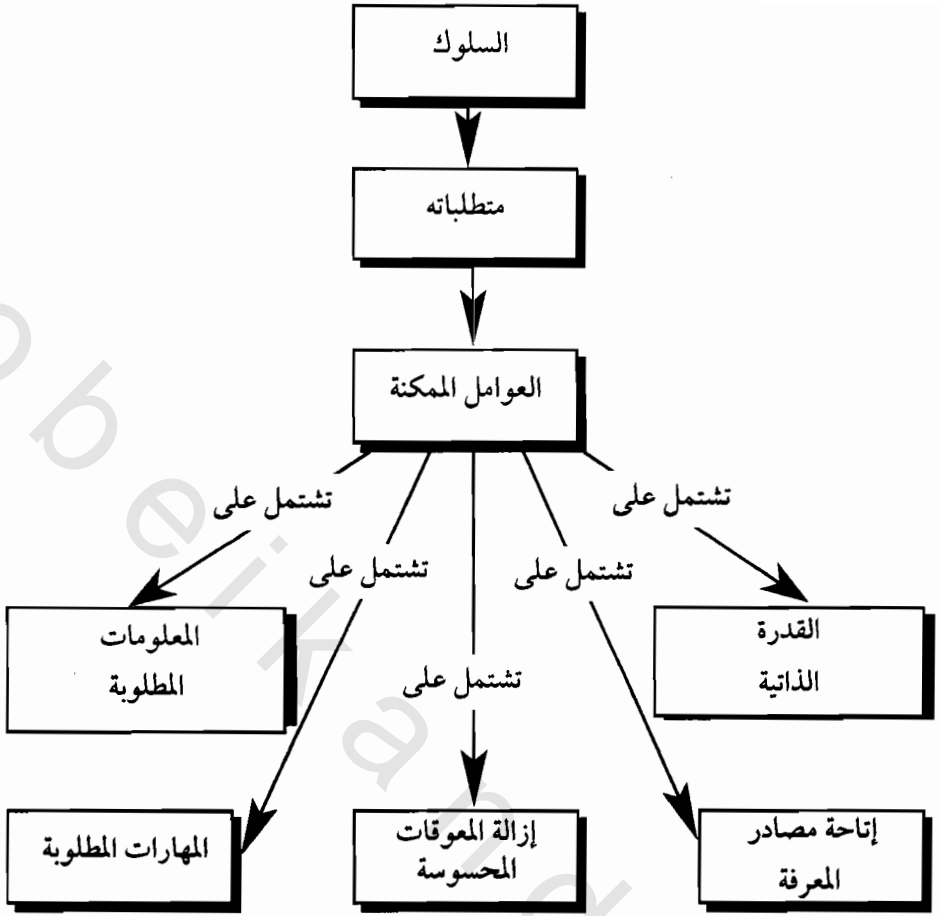 السلوك
متطلباته
العوامل الممكنة
تشتمل على
تشتمل على
تشتمل على
تشتمل على
تشتمل على
القدرة
الذاتية
المعلومات
المطلوبة
إتاحة مصادر
المعرفة
إزالة المعوقات
المحسوسة
المهارات المطلوبة
obeikand